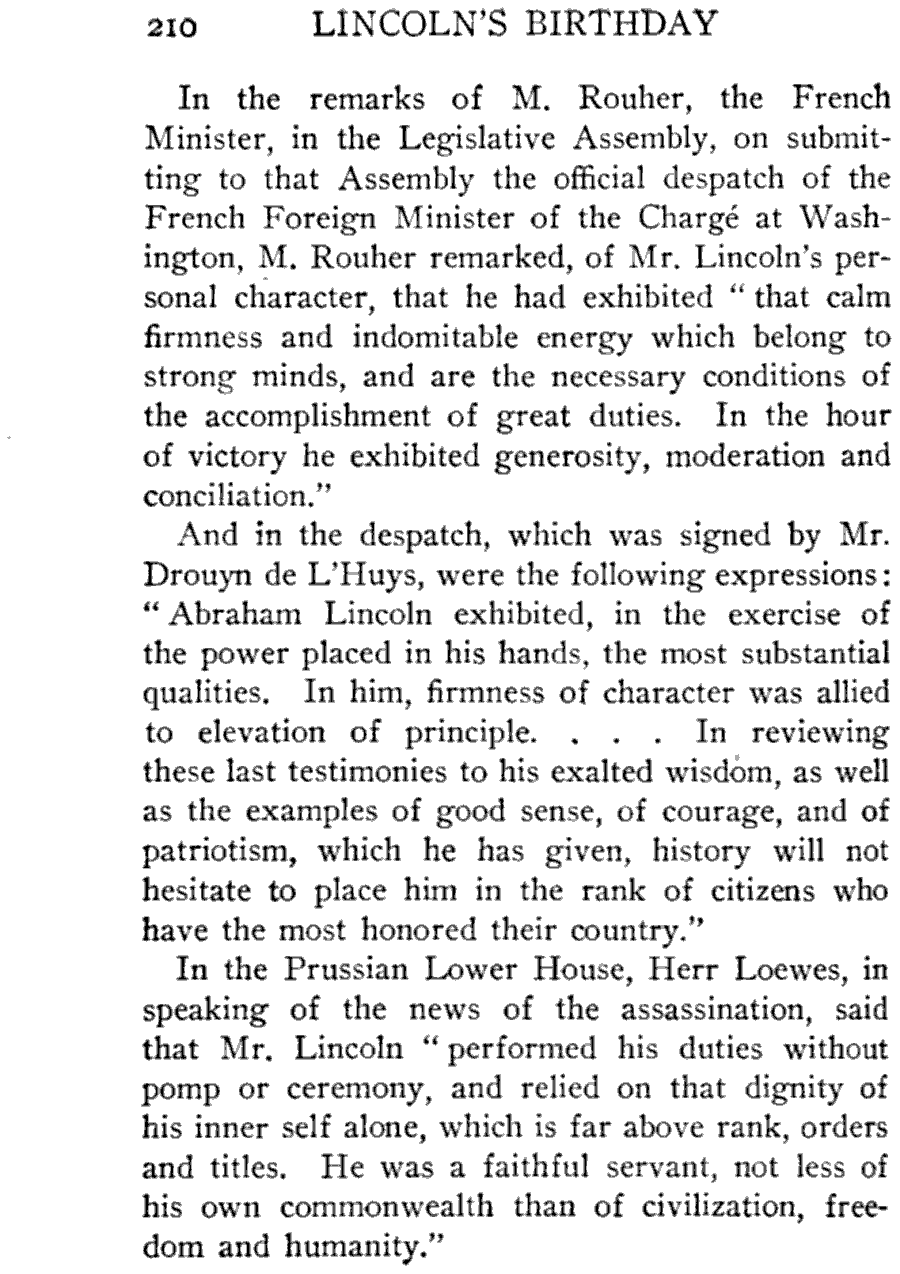 210 LINCOLN'S BIRTHDAY
In the remarks of M. Rouher, the French
Minister, in the Legislative Assembly, on submit-
ting to that Assembly the official despatch of the
French Foreign Minister of the Chargé at Wash-
ington, M. Rouher remarked, of Mr. Lincoln's per-
sonal character, that he had exhibited " that calm
firmness and indomitable energy which belong to
strong minds, and are the necessary conditions of
the accomplishment of great duties. In the hour
of victory he exhibited generosity, moderation and
conciliation."
And in the despatch, which was signed by Mr.
Drouyn de L'Huys, were the following expressions:
" Abraham Lincoln exhibited, in the exercise of
the power placed in his hands, the most substantial
qualities. In him, firmness of character was allied
to elevation of principle. . . . In reviewing
these last testimonies to his exalted wisdom, as well
as the examples of good sense, of courage, and of
patriotism, which he has given, history will not
hesitate to place him in the rank of citizens who
have the most honored their country."
In the Prussian Lower House, Herr Loewes, in
speaking of the news of the assassination, said
that Mr. Lincoln " performed his duties without
pomp or ceremony, and relied on that dignity of
his inner self alone, which is far above rank, orders
and titles. He was a faithful servant, not less of
his own commonwealth than of civilization, free-
dom and humanity."